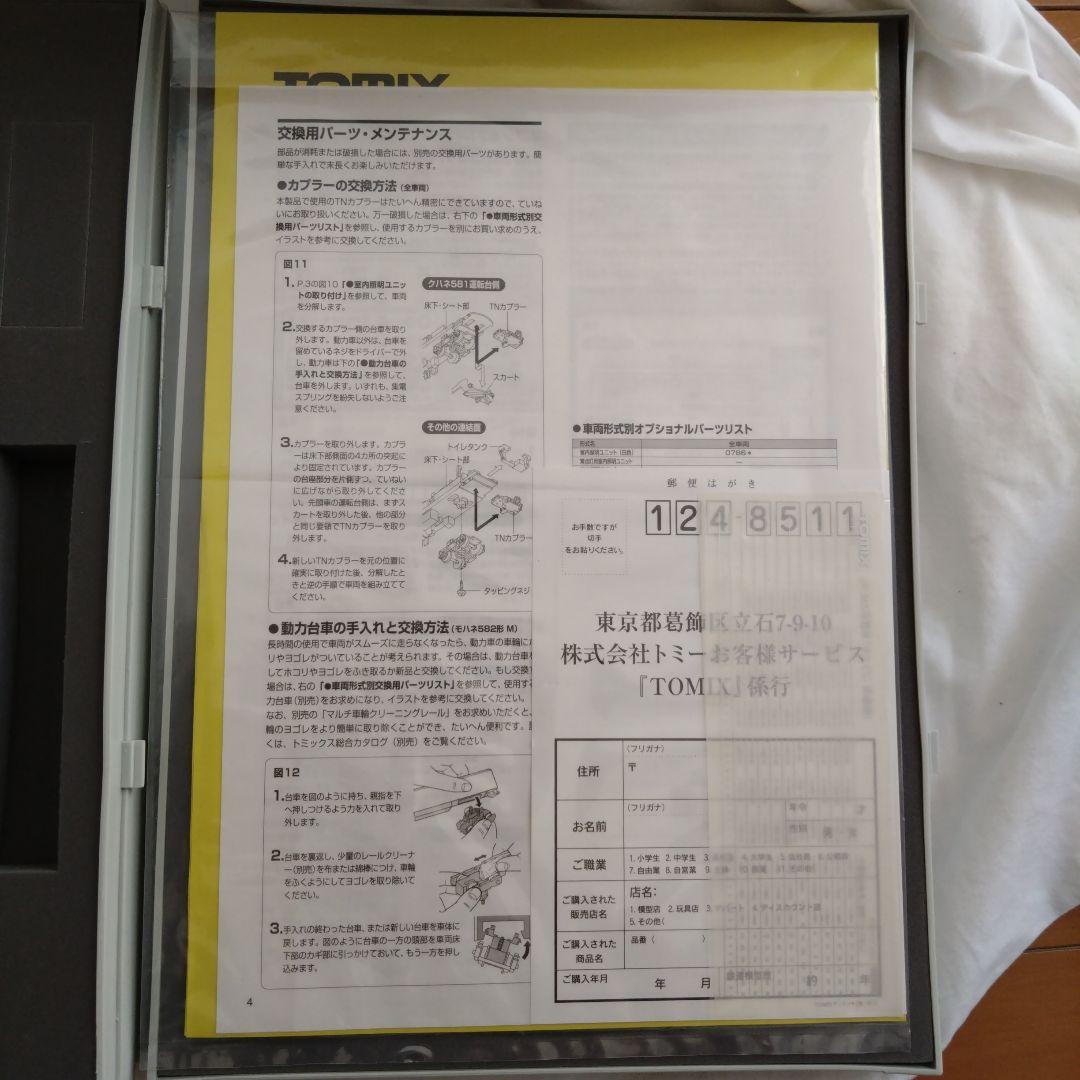 TOMIX
交換用パーツ・メンテナンス
部品が消耗または破損した場合には、別売の交換用パーツがあります。簡
単な手入れで末長くお楽しみいただけます。
●カプラーの交換方法(全車両)
本製品で使用のTNカプラーはたいへん精密にできていますので、ていね
いにお取り扱いください。万一破損した場合は、右下の「●車両形式別交
換用パーツリスト」を参照し、使用するカプラーを別にお買い求めのうえ、
イラストを参考に交換してください。
図11
1. P.3の図10「●室内照明ユニッ
トの取り付け」を参照して、車両
を分解します。
2.交換するカプラー側の台車を取り
外します。動力車以外は、台車を
留めているネジをドライバーで外
し、動力車は下の「●動力台車の
手入れと交換方法」を参照して、
台車を外します。いずれも、集電
スプリングを紛失しないようご注
意ください。
3.カプラーを取り外します。カプラ
ーは床下部側面の4カ所の突起に
より固定されています。カプラー
の台座部分を片側ずつ、ていねい
に広げながら取り外してくださ
い。先頭車の運転台側は、まずス
カートを取り外した後、他の部分
と同じ要領でTNカプラーを取り
外します。
4.新しいTNカプラーを元の位置に
確実に取り付けた後、分解したと
きと逆の手順で車両を組み立てて
ください。
クハネ581運転台側
床下・シート部
TNカプラー
スカート
その他の連結面
トイレタンク
床下・シート部
TNカプラー
タッピングネジ
●動力台車の手入れと交換方法(モハネ582形 M)
長時間の使用で車両がスムーズに走らなくなったら、動力車の車輪に
リやヨゴレがついていることが考えられます。その場合は、動力台車
してホコリやヨゴレをふき取るか新品と交換してください。もし交換
場合は、右の「●車両形式別交換用パーツリスト」を参照して、使用す
力台車(別売)をお求めになり、イラストを参考に交換してください。
なお、別売の「マルチ車輪クリーニングレール」をお求めいただくと、
輪のヨゴレをより簡単に取り除くことができ、たいへん便利です。
くは、トミックス総合カタログ(別売)をご覧ください。
図12
1.台車を図のように持ち、親指を下
へ押しつけるよう力を入れて取り
外します。
2.台車を裏返し、少量のレールクリーナ
ー(別売)を布または綿棒につけ、車輪
をふくようにしてヨゴレを取り除いて
ください。
3.手入れの終わった台車、または新しい台車を車体に
戻します。図のように台車の一方の頭部を車両床
下部のカギ部に引っかけておいて、もう一方を押し
込みます。
4
●車両形式別オプショナルパーツリスト
形式名 全車両
室内照明ユニット(白色) 0786*
郵便はがき
お手数ですが
切手
をお貼りください。
124-8511
東京都葛飾区立石7-9-10
株式会社トミーお客様サービス
『TOMIX』係行
住所
(フリガナ)
〒
お名前
(フリガナ)
ご職業
1.小学生 2.中学生 3.
7.自由業 8.自営業 9.
ご購入された
販売店名
店名:
1.模型店 2.玩具店 3.デパート 4.ディスカウント店
5.その他(
ご購入された
商品名
品番( )
ご購入年月
年 月